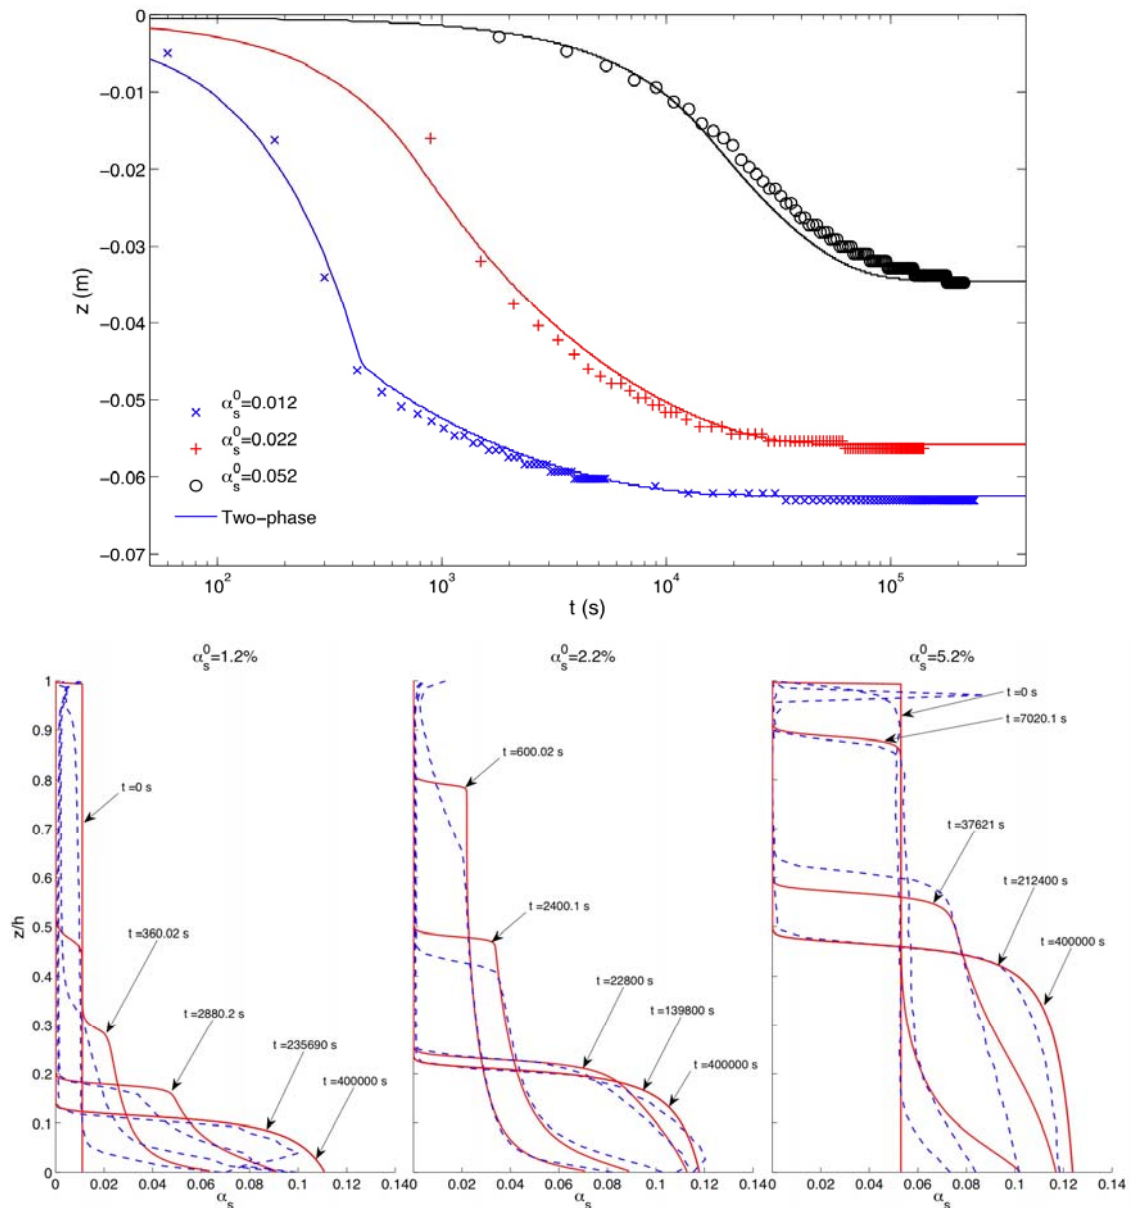 0
−0.01
−0.02
−0.03
−0.04
−0.05
−0.06
−0.07
z (m)
α_s^0=0.012
α_s^0=0.022
α_s^0=0.052
Two−phase
10^2
10^3
10^4
10^5
t (s)
α_s^0=1.2%
α_s^0=2.2%
α_s^0=5.2%
1
0.9
0.8
0.7
0.6
0.5
0.4
0.3
0.2
0.1
0
z/h
t =0 s
t =360.02 s
t =2880.2 s
t =235690 s
t =400000 s
t =600.02 s
t =2400.1 s
t =22800 s
t =139800 s
t =400000 s
t =0 s
t =7020.1 s
t =37621 s
t =212400 s
t =400000 s
0 0.02 0.04 0.06 0.08 0.1 0.12 0.14
0.02 0.04 0.06 0.08 0.1 0.12 0.14
0.02 0.04 0.06 0.08 0.1 0.12 0.14
α_s
α_s
α_s